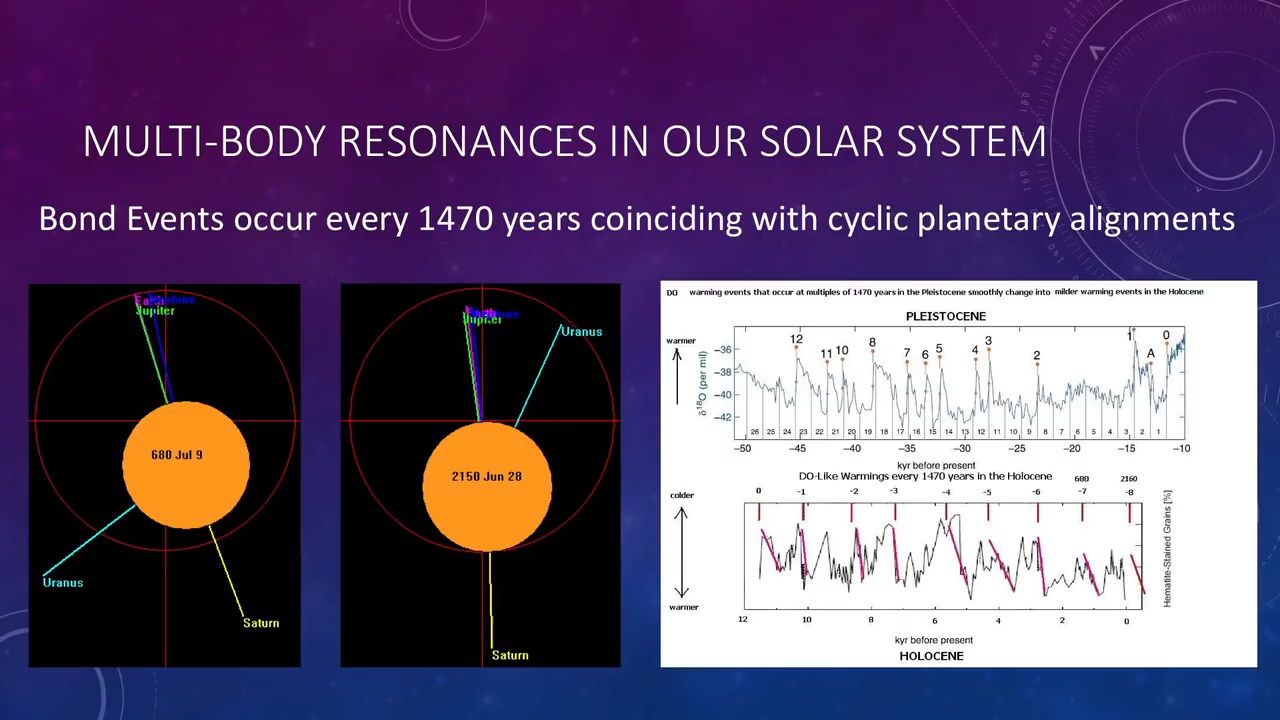 MULTI-BODY RESONANCES IN OUR SOLAR SYSTEM
Bond Events occur every 1470 years coinciding with cyclic planetary alignments
Jupiter
680 Jul 9
Uranus
Saturn
Jupiter
Uranus
2150 Jun 28
Saturn
DO warming events that occur at multiples of 1470 years in the Pleistocene smoothly change into milder warming events in the Holocene
PLEISTOCENE
warmer
δ18O (per mil)
-36
-38
-40
-42
12 11 10 8 7 6 5 4 3 2 1 A 0
26 25 24 23 22 21 20 19 18 17 16 15 14 13 12 11 10 9 8 7 6 5 4 3 2 1
-50 -45 -40 -35 -30 -25 -20 -15 -10
kyr before present
DO-Like Warmings every 1470 years in the Holocene 680 2160
colder
0 -1 -2 -3 -4 -5 -6 -7 -8
Hematite-Stained Grains [%]
warmer
12 10 8 6 4 2 0
kyr before present
HOLOCENE